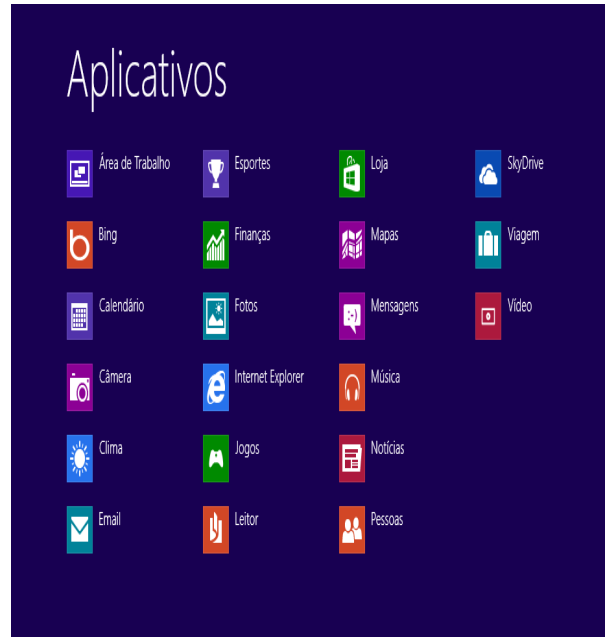 Aplicativos
Área de Trabalho
Bing
Calendário
Câmera
Clima
Email
Esportes
Finanças
Fotos
Internet Explorer
Jogos
Leitor
Loja
Mapas
Mensagens
Música
Notícias
Pessoas
SkyDrive
Viagem
Vídeo